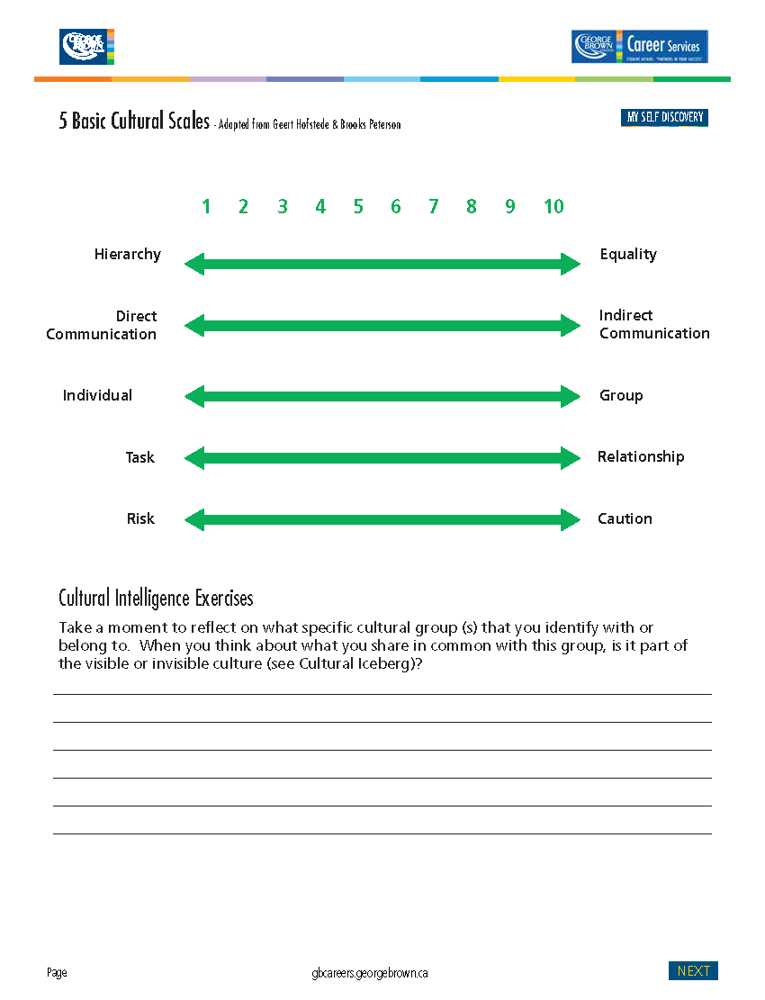 GEORGE BROWN
GEORGE BROWN COLLEGE Career Services
STUDENT AFFAIRS: "PARTNERS IN YOUR SUCCESS"
5 Basic Cultural Scales - Adapted from Geert Hofstede & Brooks Peterson
MY SELF DISCOVERY
1 2 3 4 5 6 7 8 9 10
Hierarchy Equality
Direct Indirect
Communication Communication
Individual Group
Task Relationship
Risk Caution
Cultural Intelligence Exercises
Take a moment to reflect on what specific cultural group (s) that you identify with or
belong to.  When you think about what you share in common with this group, is it part of
the visible or invisible culture (see Cultural Iceberg)?
Page gbcareers.georgebrown.ca NEXT